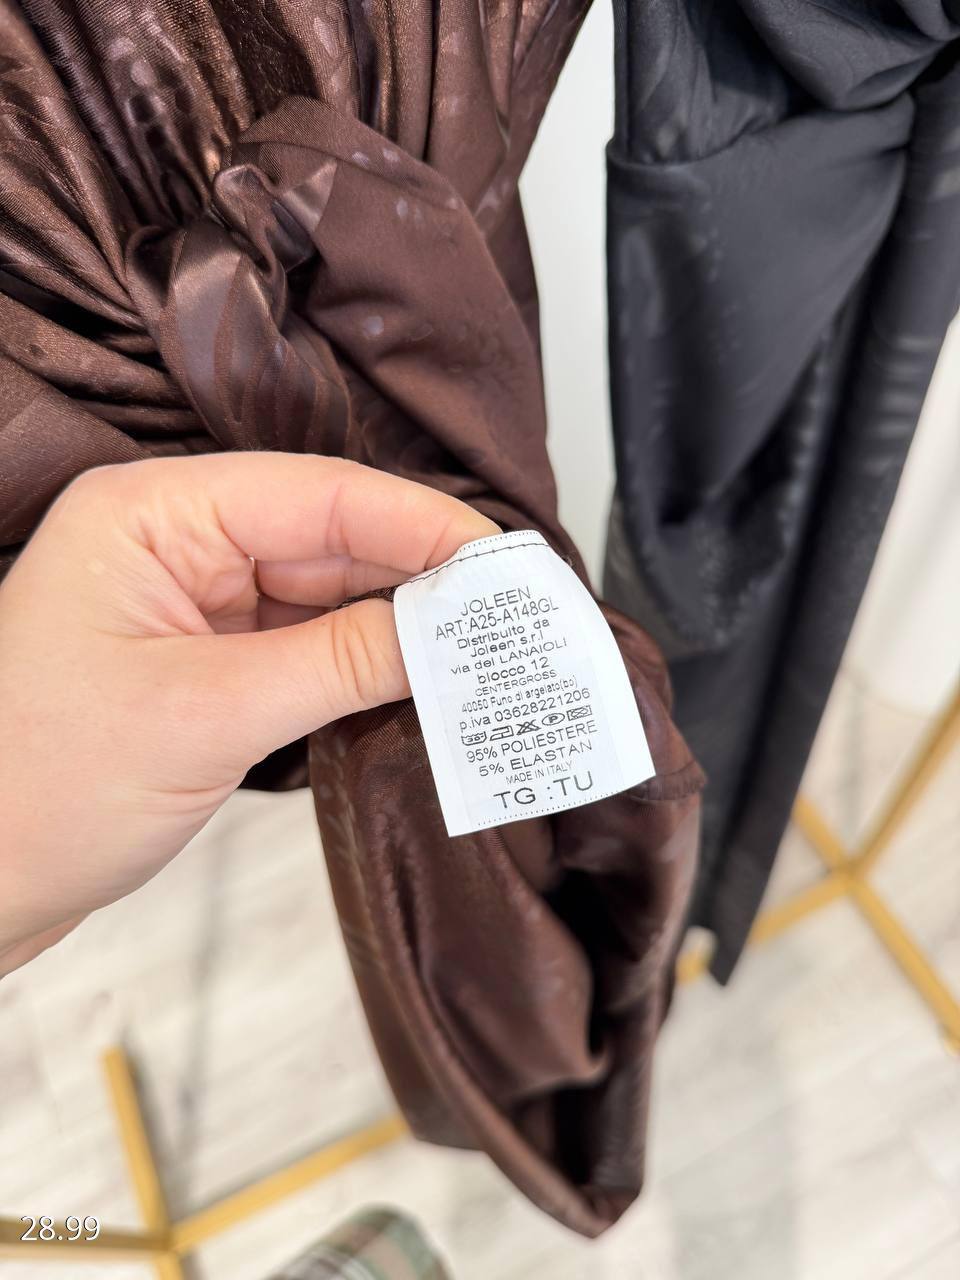 JOLEEN
ART:A25-A148GL
Distribuito da
Joleen s.r.l
via dei LANAIOLI
blocco 12
CENTERGROSS
40050 Funo di argelato(bo)
p.iva 03628221206
95% POLIESTERE
5% ELASTAN
MADE IN ITALY
TG :TU
28.99